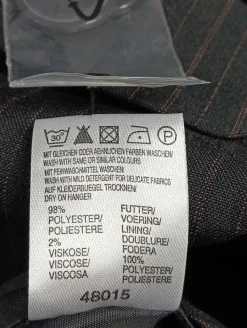 30°
P
MIT GLEICHEN ODER AEHNLICHEN FARBEN WASCHEN/
WASH WITH SAME OR SIMILAR COLOURS
MIT FEINWASCHMITTEL WASCHEN/
WASH WITH MILD DETERGENT FOR DELICATE FABRICS
AUF KLEIDERBUEGEL TROCKNEN/
DRY ON HANGER
98% FUTTER/
POLYESTER/ VOERING/
POLIESTERE LINING/
2% DOUBLURE/
VISKOSE/ FODERA
VISCOSE/ 100%
VISCOSA POLYESTER/
POLIESTERE
48015